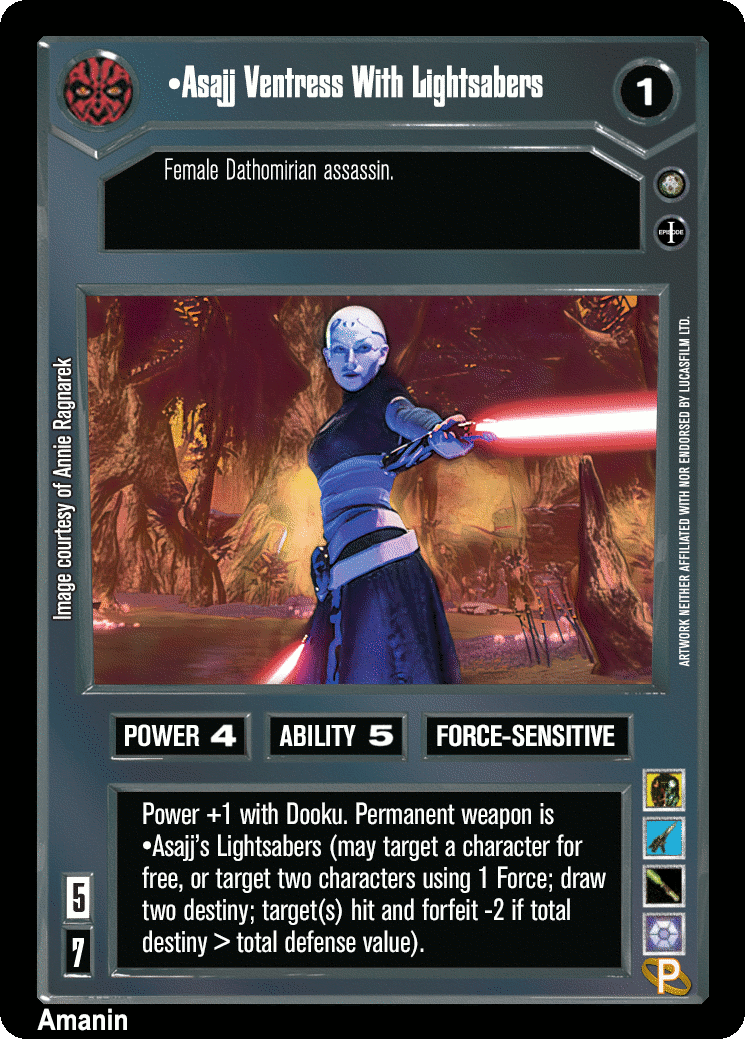 •Asajj Ventress With Lightsabers
1
Female Dathomirian assassin.
EPISODE
I
Image courtesy of Annie Ragnarek
ARTWORK NEITHER AFFILIATED WITH NOR ENDORSED BY LUCASFILM LTD.
POWER 4
ABILITY 5
FORCE-SENSITIVE
Power +1 with Dooku. Permanent weapon is
•Asajj's Lightsabers (may target a character for
free, or target two characters using 1 Force; draw
two destiny; target(s) hit and forfeit -2 if total
destiny > total defense value).
5
7
P
Amanin